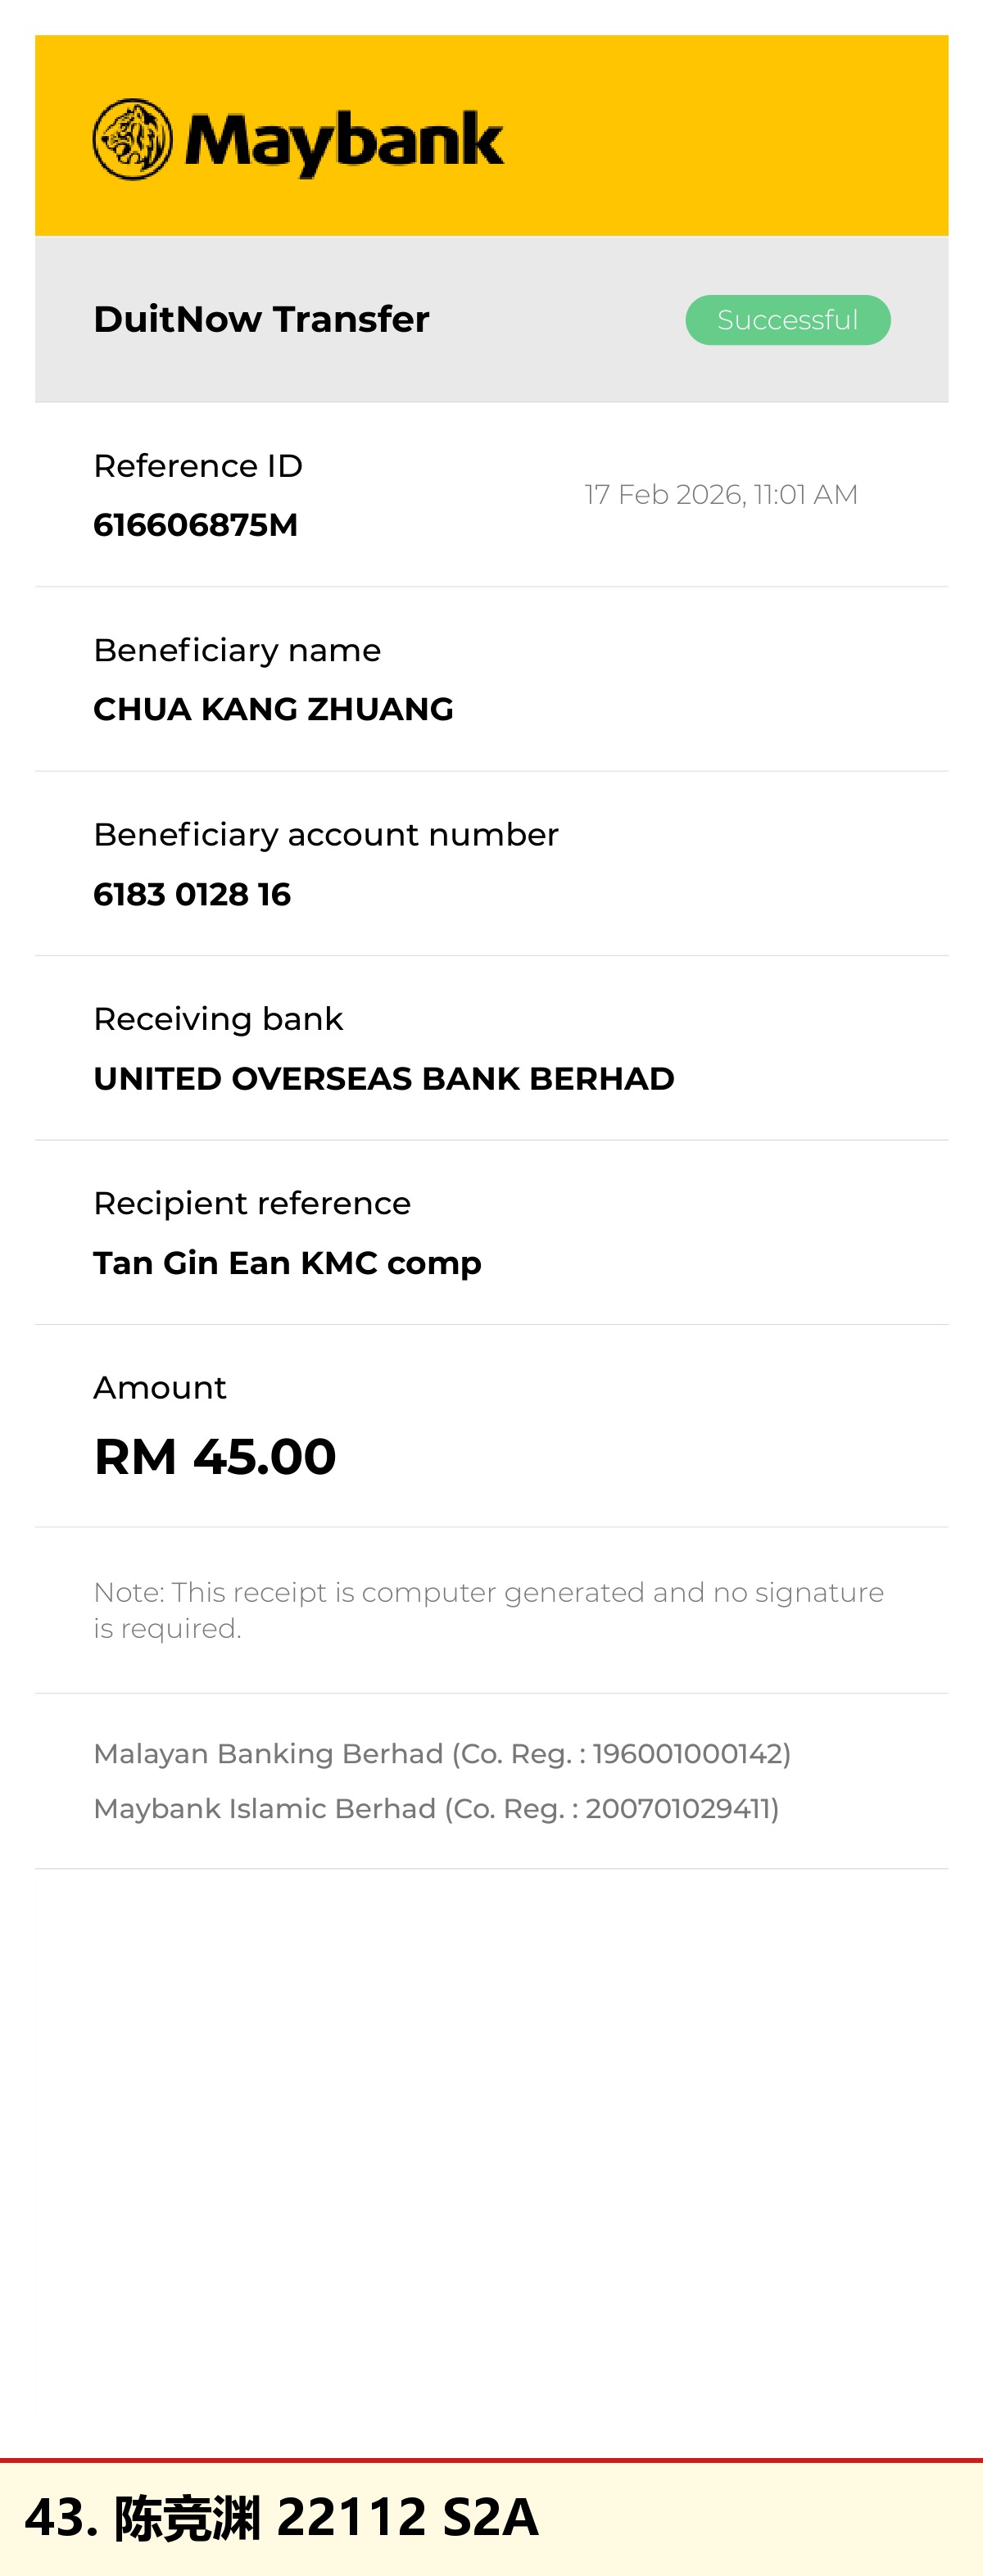 Maybank
DuitNow Transfer
Successful
Reference ID
616606875M
17 Feb 2026, 11:01 AM
Beneficiary name
CHUA KANG ZHUANG
Beneficiary account number
6183 0128 16
Receiving bank
UNITED OVERSEAS BANK BERHAD
Recipient reference
Tan Gin Ean KMC comp
Amount
RM 45.00
Note: This receipt is computer generated and no signature
is required.
Malayan Banking Berhad (Co. Reg. : 196001000142)
Maybank Islamic Berhad (Co. Reg. : 200701029411)
43. 陈竞渊 22112 S2A